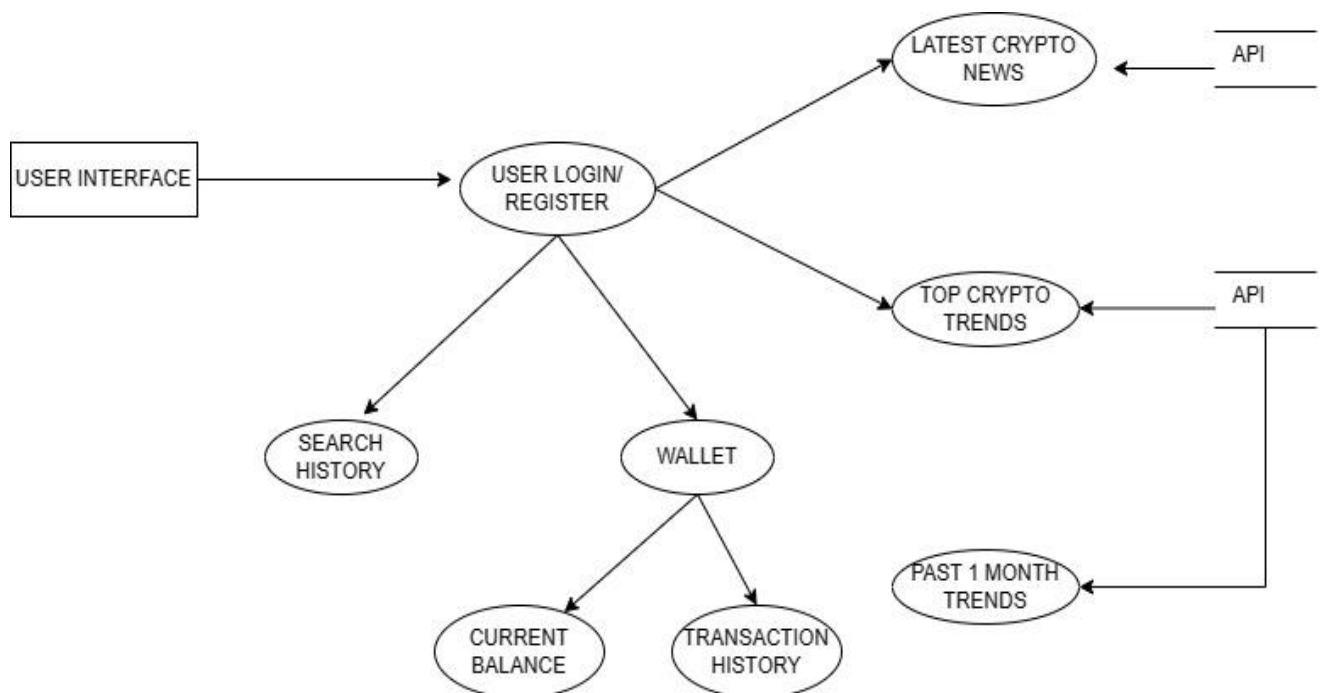 LATEST CRYPTO
NEWS
API
USER INTERFACE
USER LOGIN/
REGISTER
TOP CRYPTO
TRENDS
API
SEARCH
HISTORY
WALLET
PAST 1 MONTH
TRENDS
CURRENT
BALANCE
TRANSACTION
HISTORY